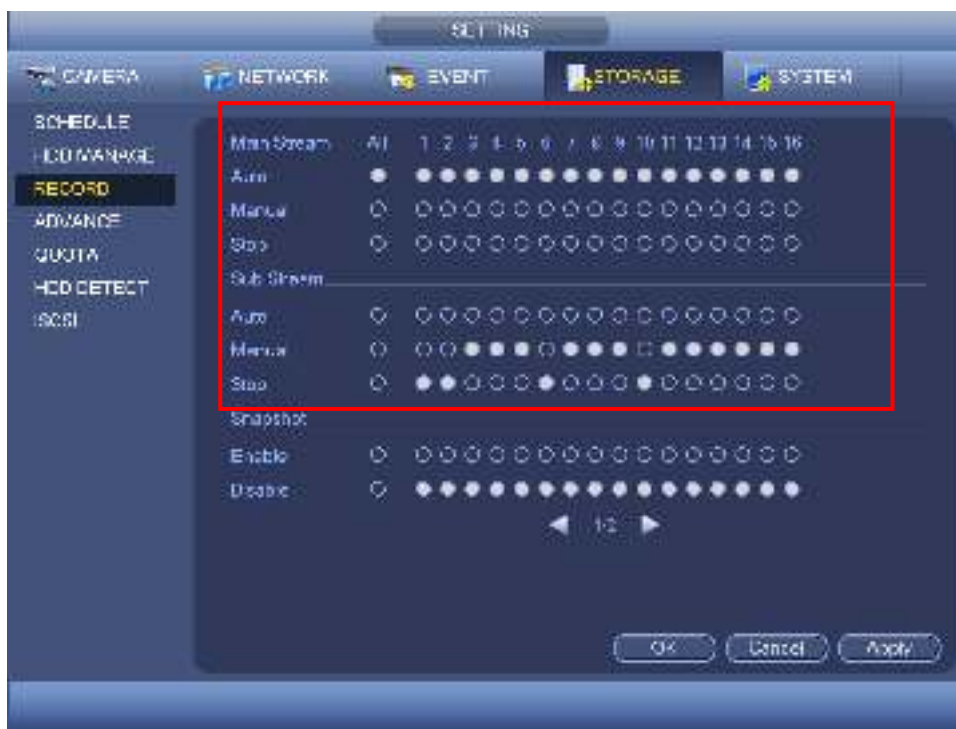 SETTING
CAMERA NETWORK EVENT STORAGE SYSTEM
SCHEDULE
HDD MANAGE
RECORD
ADVANCE
QUOTA
HDD DETECT
ISCSI
Main Stream All 1 2 3 4 5 6 7 8 9 10 11 12 13 14 15 16
Auto
Manual
Stop
Sub Stream
Auto
Manual
Stop
Snapshot
Enable
Disable
1/2
OK Cancel Apply